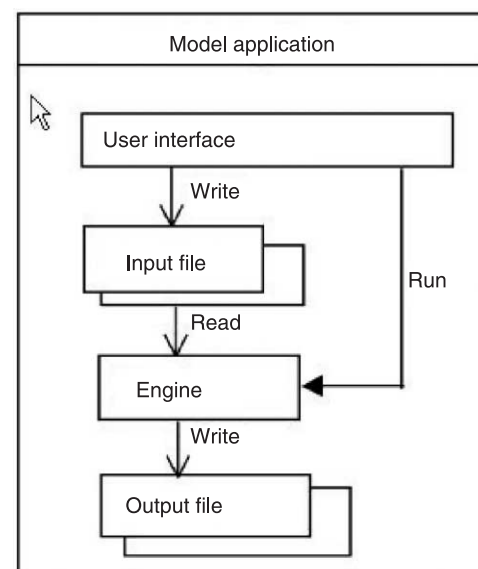 Model application
User interface
Write
Input file
Run
Read
Engine
Write
Output file